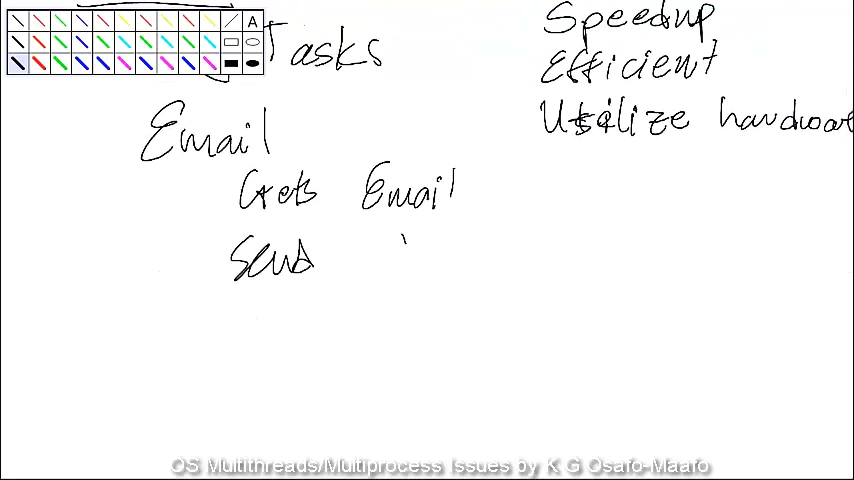 A
Tasks
Speedup
Efficient
Utilize hardware
Email
Gets Email
Send "
OS Multithreads/Multiprocess Issues by K G Osafo-Maafo